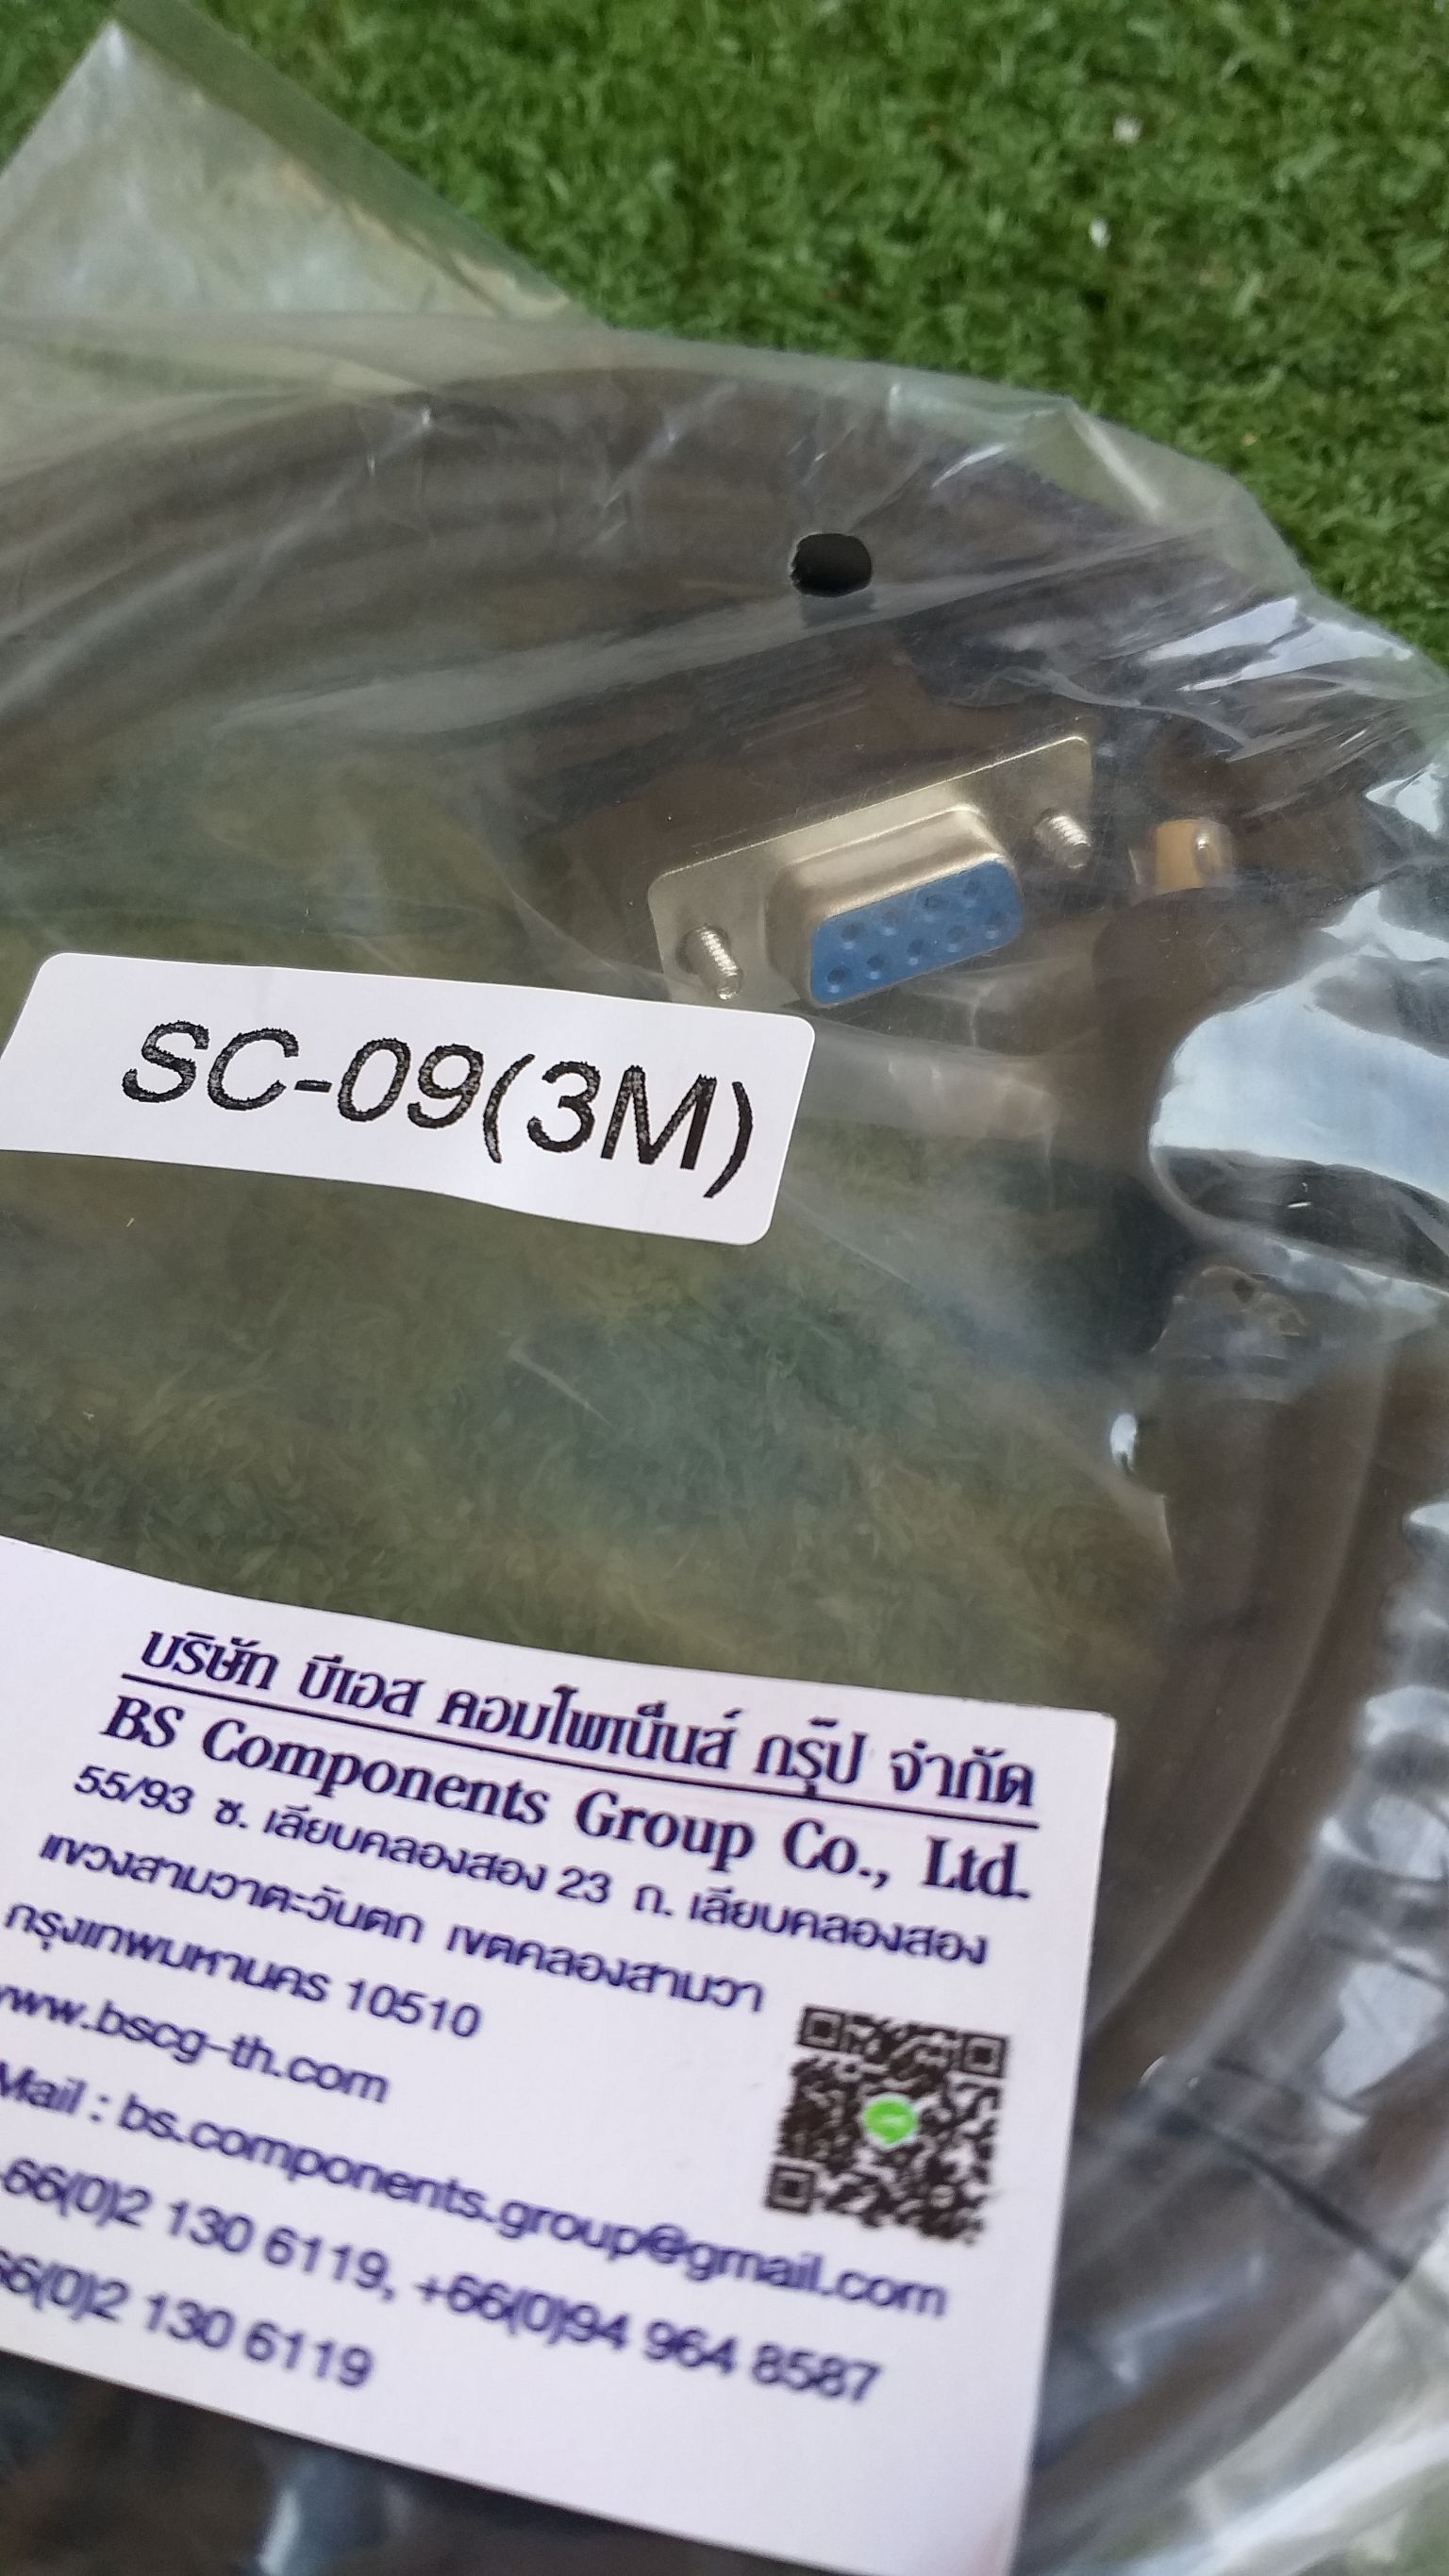 SC-09(3M)
บริษัท บีเอส คอมโพเน็นส์ กรุ๊ป จำกัด
BS Components Group Co., Ltd.
55/93 ซ. เลียบคลองสอง 23 ถ. เลียบคลองสอง
แขวงสามวาตะวันตก เขตคลองสามวา
กรุงเทพมหานคร 10510
www.bscg-th.com
Mail : bs.components.group@gmail.com
66(0)2 130 6119, +66(0)94 964 8587
66(0)2 130 6119